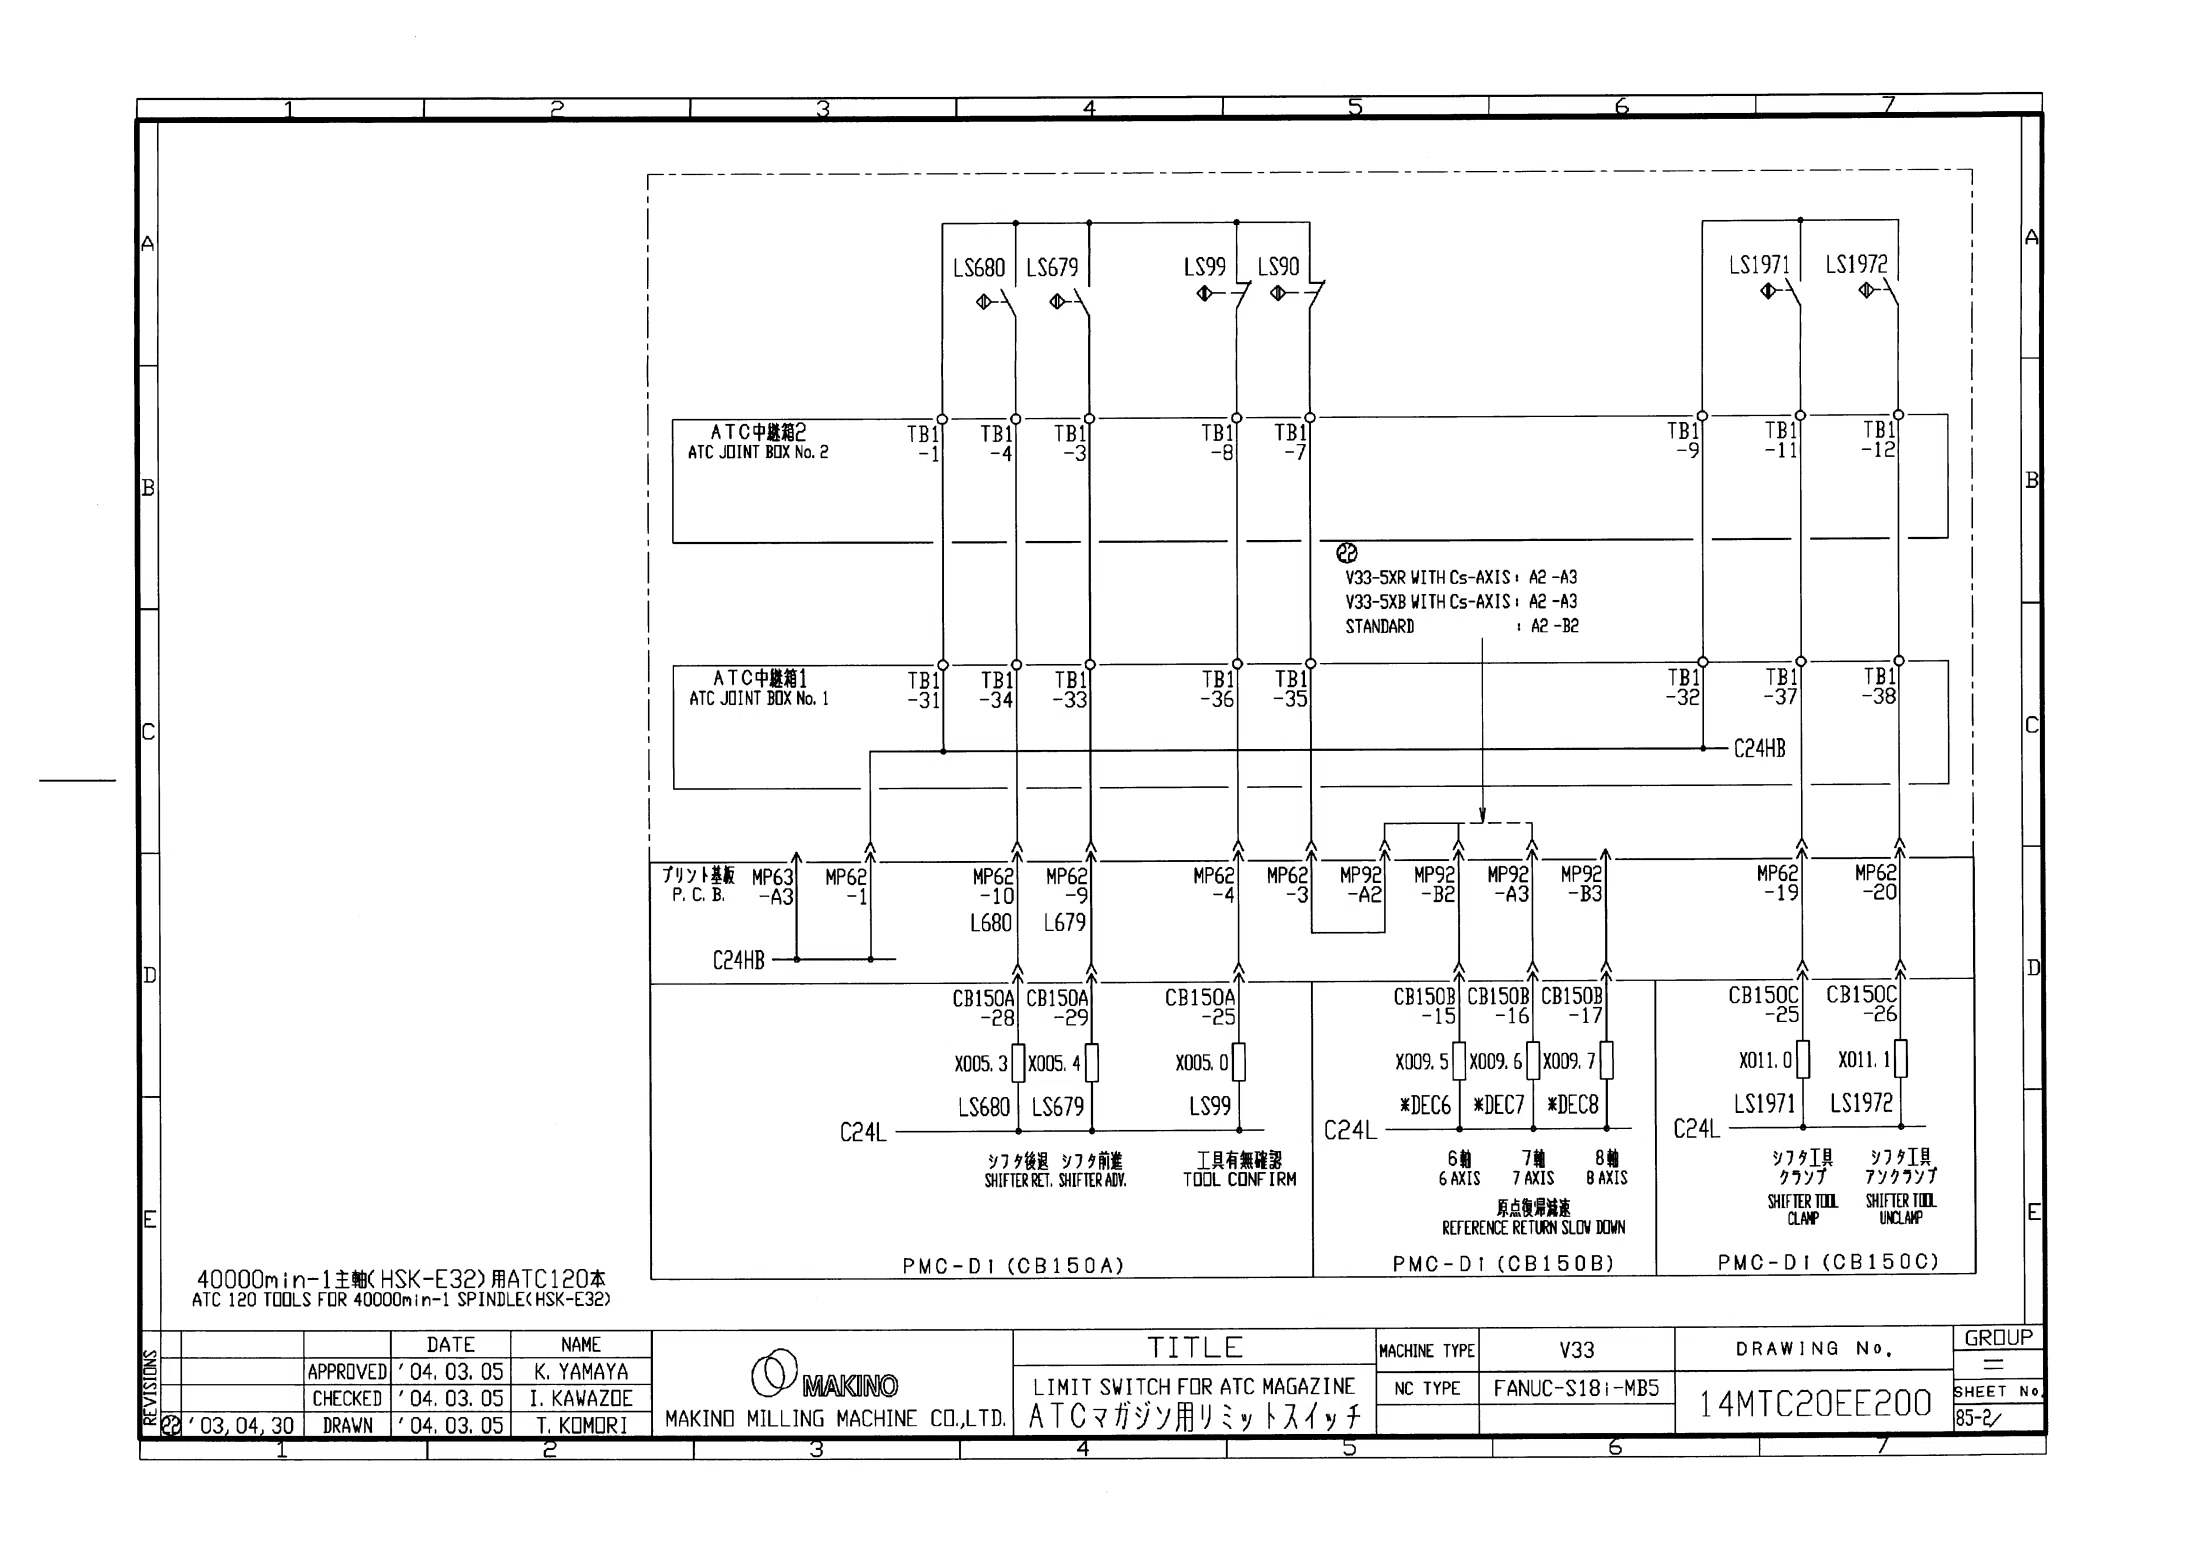 1 2 3 4 5 6 7
A A
LS680 LS679 LS99 LS90 LS1971 LS1972
ATC中継箱2
ATC JOINT BOX No. 2
TB1 TB1 TB1 TB1 TB1 TB1 TB1 TB1
-1 -4 -3 -8 -7 -9 -11 -12
B B
22
V33-5XR WITH Cs-AXIS : A2 -A3
V33-5XB WITH Cs-AXIS : A2 -A3
STANDARD : A2 -B2
ATC中継箱1
ATC JOINT BOX No. 1
TB1 TB1 TB1 TB1 TB1 TB1 TB1 TB1
-31 -34 -33 -36 -35 -32 -37 -38
C C
C24HB
プリント基板
P. C. B.
MP63 MP62 MP62 MP62 MP62 MP62 MP92 MP92 MP92 MP92 MP62 MP62
-A3 -1 -10 -9 -4 -3 -A2 -B2 -A3 -B3 -19 -20
L680 L679
C24HB
D D
CB150A CB150A CB150A CB150B CB150B CB150B CB150C CB150C
-28 -29 -25 -15 -16 -17 -25 -26
X005. 3 X005. 4 X005. 0 X009. 5 X009. 6 X009. 7 X011. 0 X011. 1
LS680 LS679 LS99 *DEC6 *DEC7 *DEC8 LS1971 LS1972
C24L C24L C24L
シフタ後退 シフタ前進 工具有無確認 6軸 7軸 8軸 シフタ工具 シフタ工具
クランプ アンクランプ
SHIFTER RET. SHIFTER ADV. TOOL CONFIRM 6 AXIS 7 AXIS 8 AXIS
SHIFTER TOOL SHIFTER TOOL
CLAMP UNCLAMP
原点復帰減速
REFERENCE RETURN SLOW DOWN
E E
PMC-DI (CB150A) PMC-DI (CB150B) PMC-DI (CB150C)
40000min-1主軸(HSK-E32)用ATC120本
ATC 120 TOOLS FOR 40000min-1 SPINDLE(HSK-E32)
REVISIONS
DATE NAME
APPROVED '04. 03. 05 K. YAMAYA
CHECKED '04. 03. 05 I. KAWAZOE
22 '03, 04, 30 DRAWN '04. 03. 05 T. KOMORI
MAKINO
MAKINO MILLING MACHINE CO.,LTD.
TITLE
LIMIT SWITCH FOR ATC MAGAZINE
ATCマガジン用リミットスイッチ
MACHINE TYPE V33
NC TYPE FANUC-S18i-MB5
DRAWING No.
14MTC20EE200
GROUP
=
SHEET No.
85-2/
1 2 3 4 5 6 7